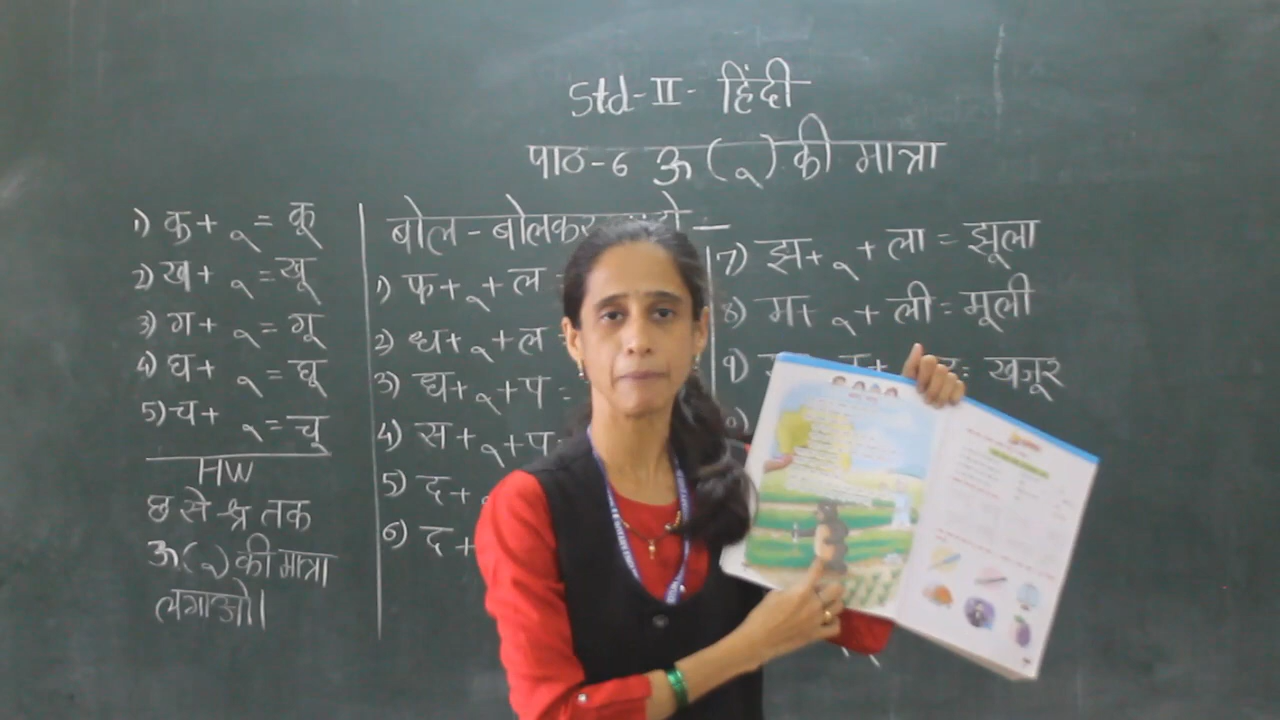 Std-II- हिंदी
पाठ-6 ऊ (ू) की मात्रा
1) क + ू = कू
2) ख + ू = खू
3) ग + ू = गू
4) घ + ू = घू
5) च + ू = चू
HW
छ से श्र तक
ऊ (ू) की मात्रा
लगाओ।
बोल - बोलकर
1) फ + ू + ल
2) ध + ू + ल
3) ध + ू + प =
4) स + ू + प
5) द +
6) द +
7) झ + ू + ला = झूला
8) म + ू + ली = मूली
9) = खजूर